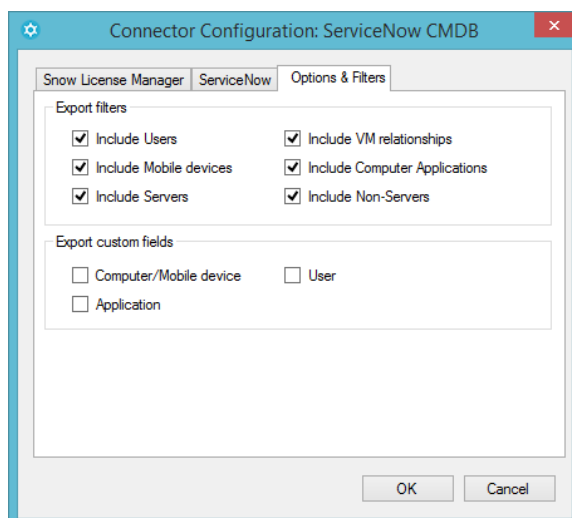 Connector Configuration: ServiceNow CMDB
Snow License Manager ServiceNow Options & Filters
Export filters
Include Users Include VM relationships
Include Mobile devices Include Computer Applications
Include Servers Include Non-Servers
Export custom fields
Computer/Mobile device User
Application
OK Cancel